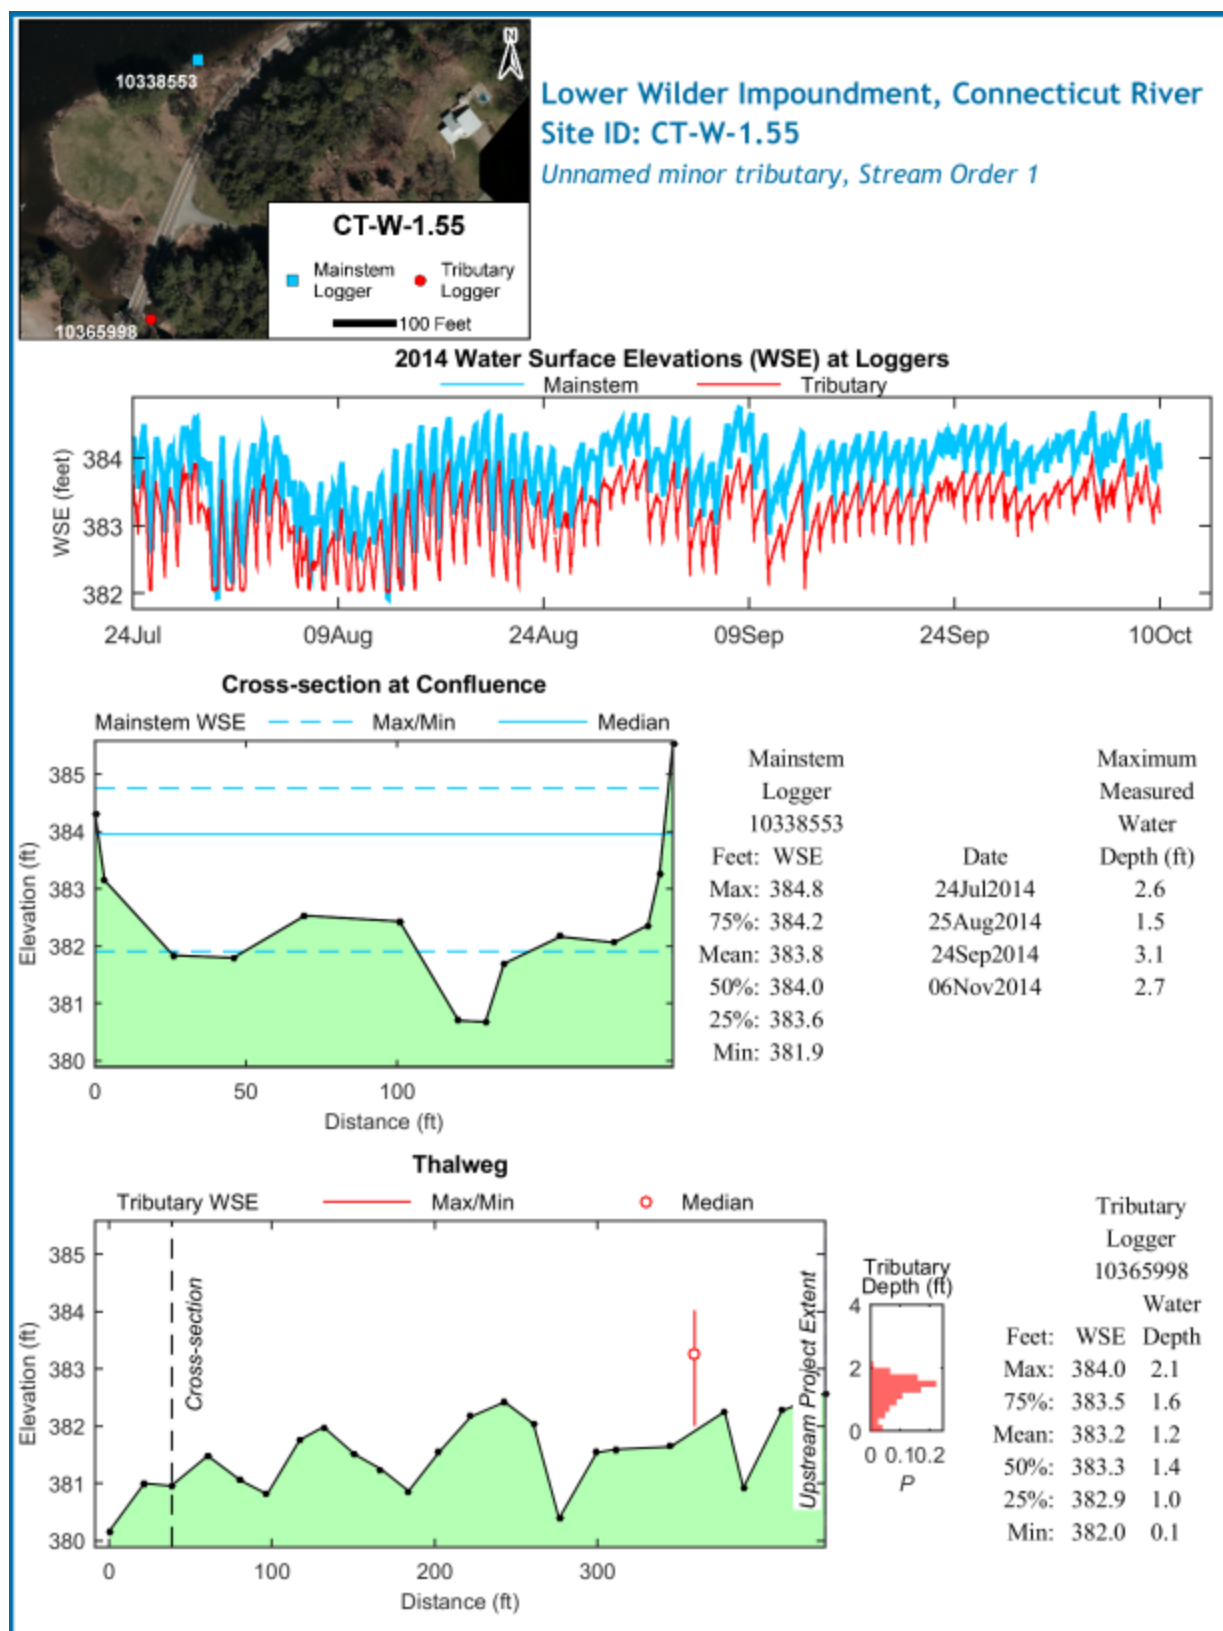 N
10338553
10365998
CT-W-1.55
Mainstem Logger
Tributary Logger
100 Feet
Lower Wilder Impoundment, Connecticut River
Site ID: CT-W-1.55
Unnamed minor tributary, Stream Order 1
2014 Water Surface Elevations (WSE) at Loggers
Mainstem Tributary
WSE (feet)
384
383
382
24Jul 09Aug 24Aug 09Sep 24Sep 10Oct
Cross-section at Confluence
Mainstem WSE Max/Min Median
Elevation (ft)
385
384
383
382
381
380
0 50 100
Distance (ft)
Mainstem
Logger
10338553
Feet: WSE
Max: 384.8
75%: 384.2
Mean: 383.8
50%: 384.0
25%: 383.6
Min: 381.9
Maximum
Measured
Water
Date Depth (ft)
24Jul2014 2.6
25Aug2014 1.5
24Sep2014 3.1
06Nov2014 2.7
Thalweg
Tributary WSE Max/Min Median
Elevation (ft)
385
384
383
382
381
380
Cross-section
Upstream Project Extent
0 100 200 300
Distance (ft)
Tributary
Depth (ft)
4
2
0
0 0.1 0.2
P
Tributary
Logger
10365998
Water
Feet: WSE Depth
Max: 384.0 2.1
75%: 383.5 1.6
Mean: 383.2 1.2
50%: 383.3 1.4
25%: 382.9 1.0
Min: 382.0 0.1